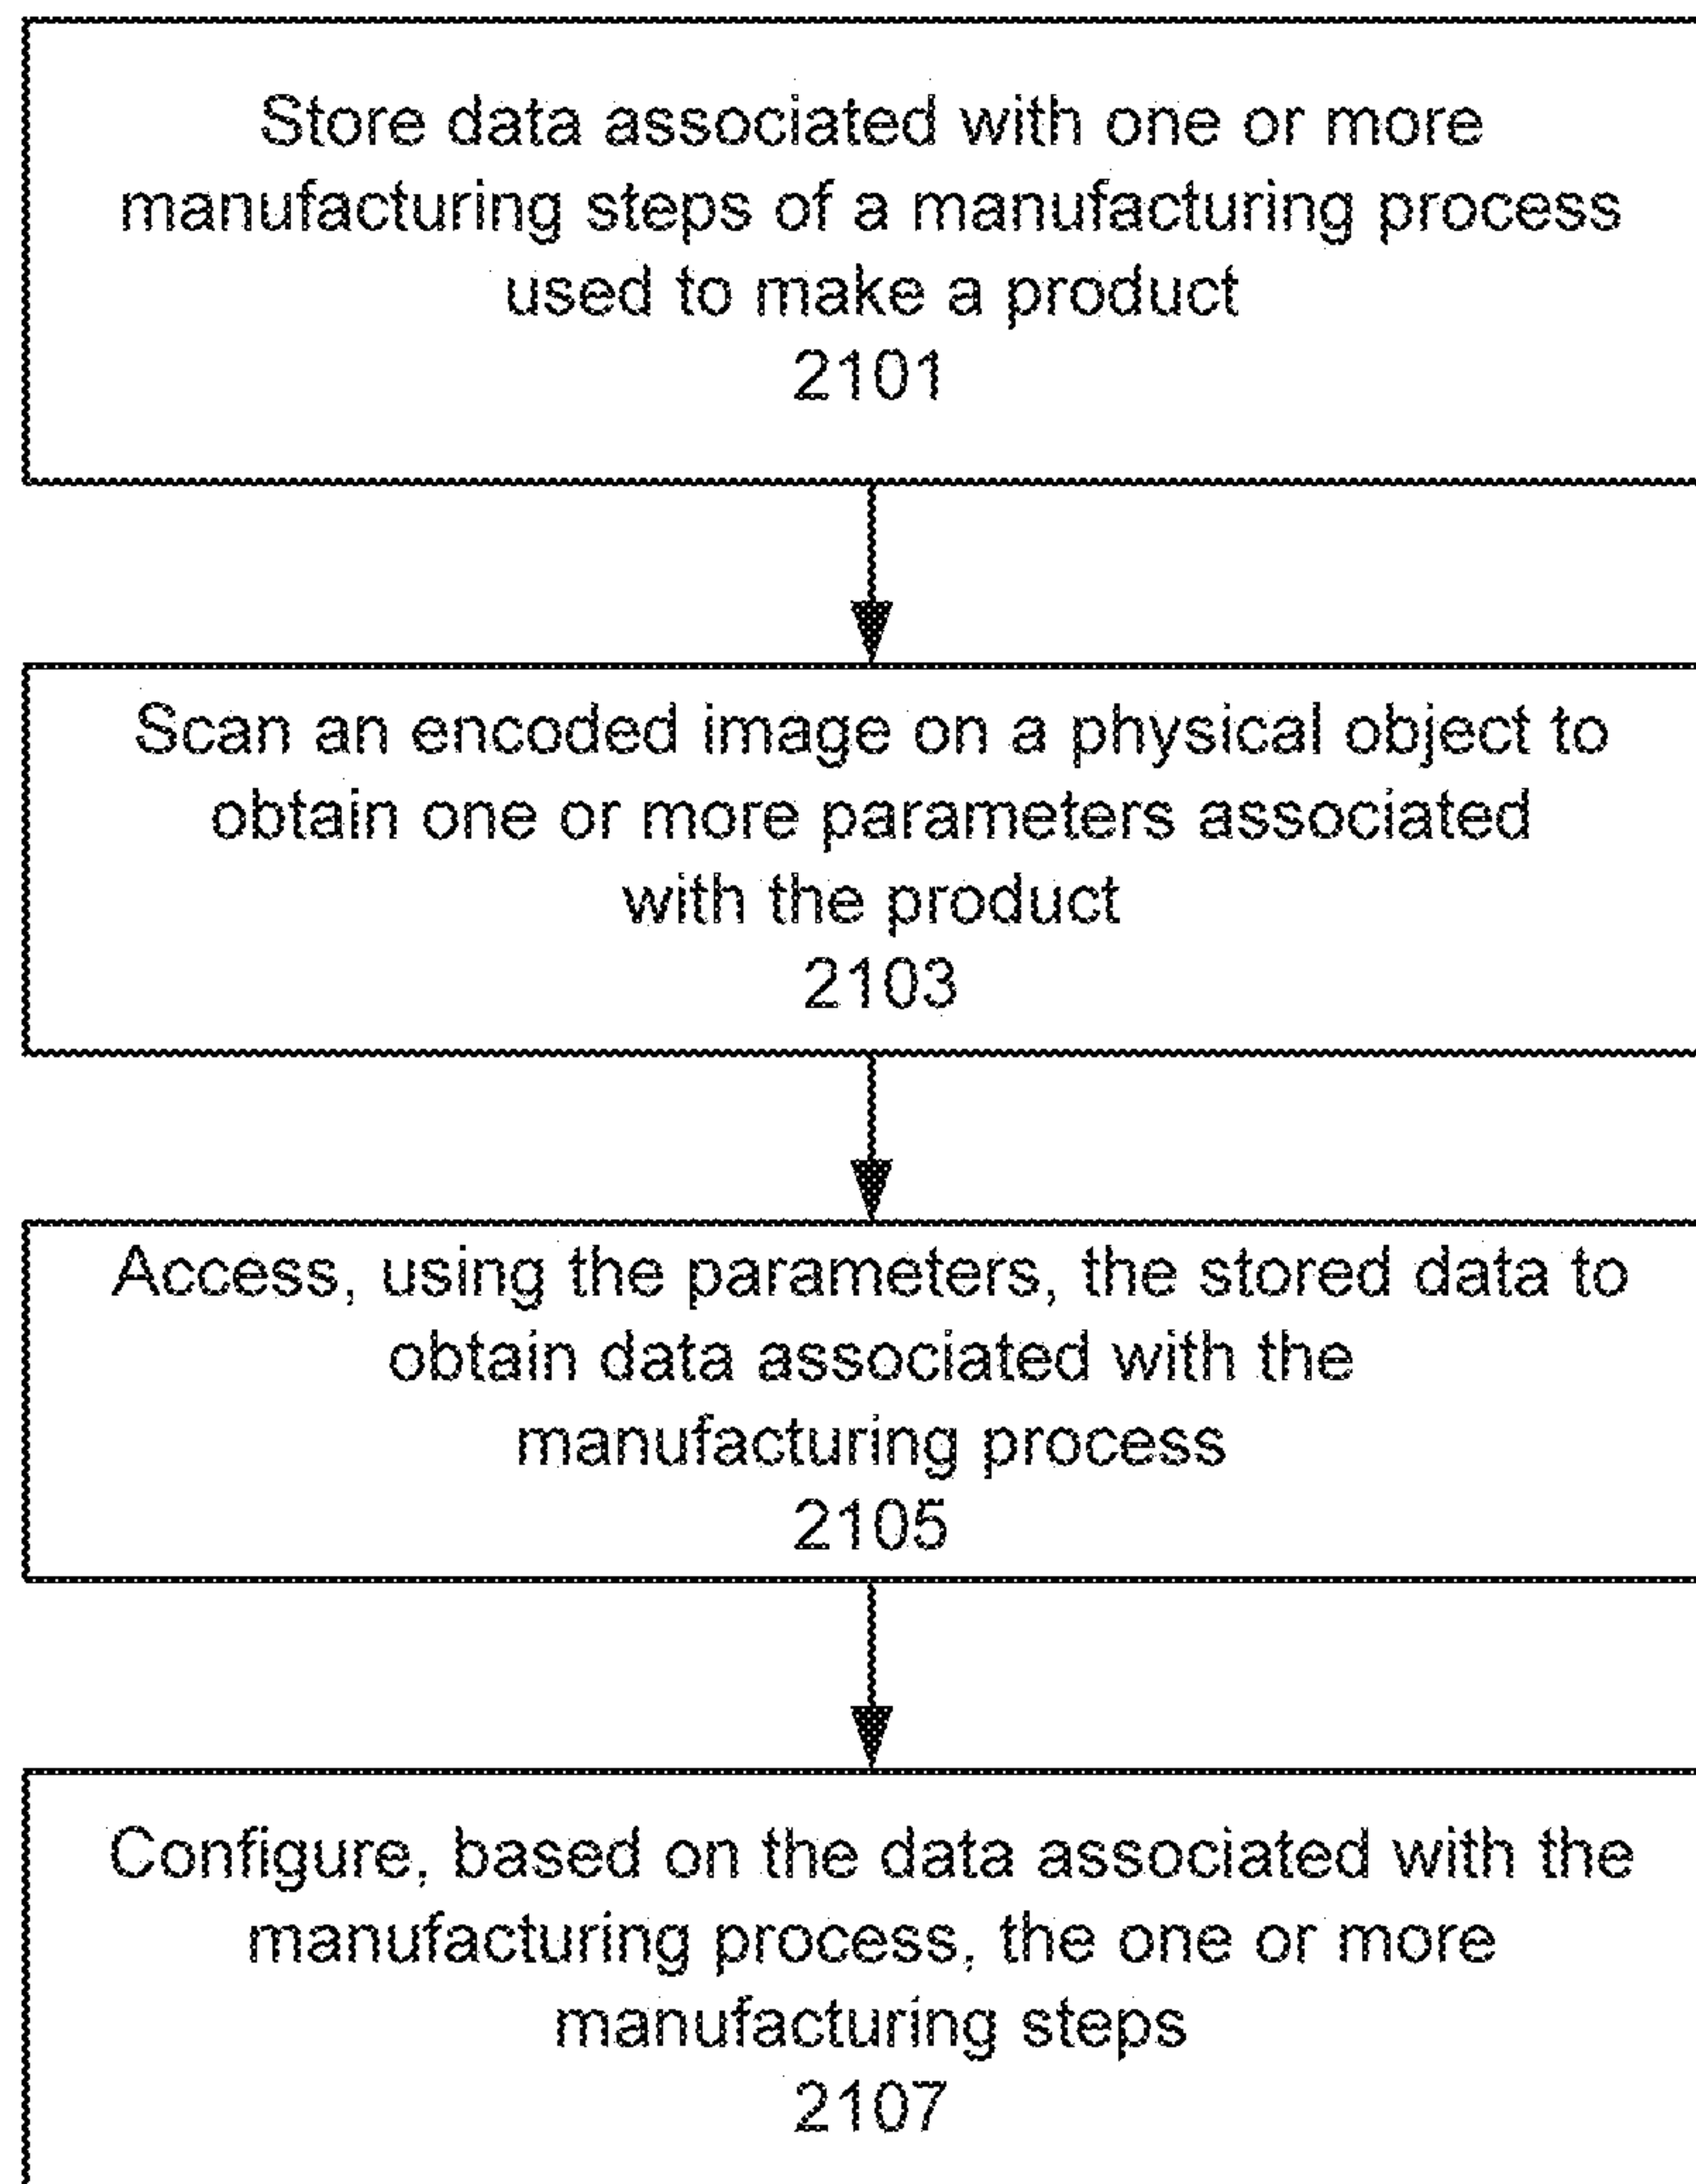 Store data associated with one or more
manufacturing steps of a manufacturing process
used to make a product
2101
Scan an encoded image on a physical object to
obtain one or more parameters associated
with the product
2103
Access, using the parameters, the stored data to
obtain data associated with the
manufacturing process
2105
Configure, based on the data associated with the
manufacturing process, the one or more
manufacturing steps
2107